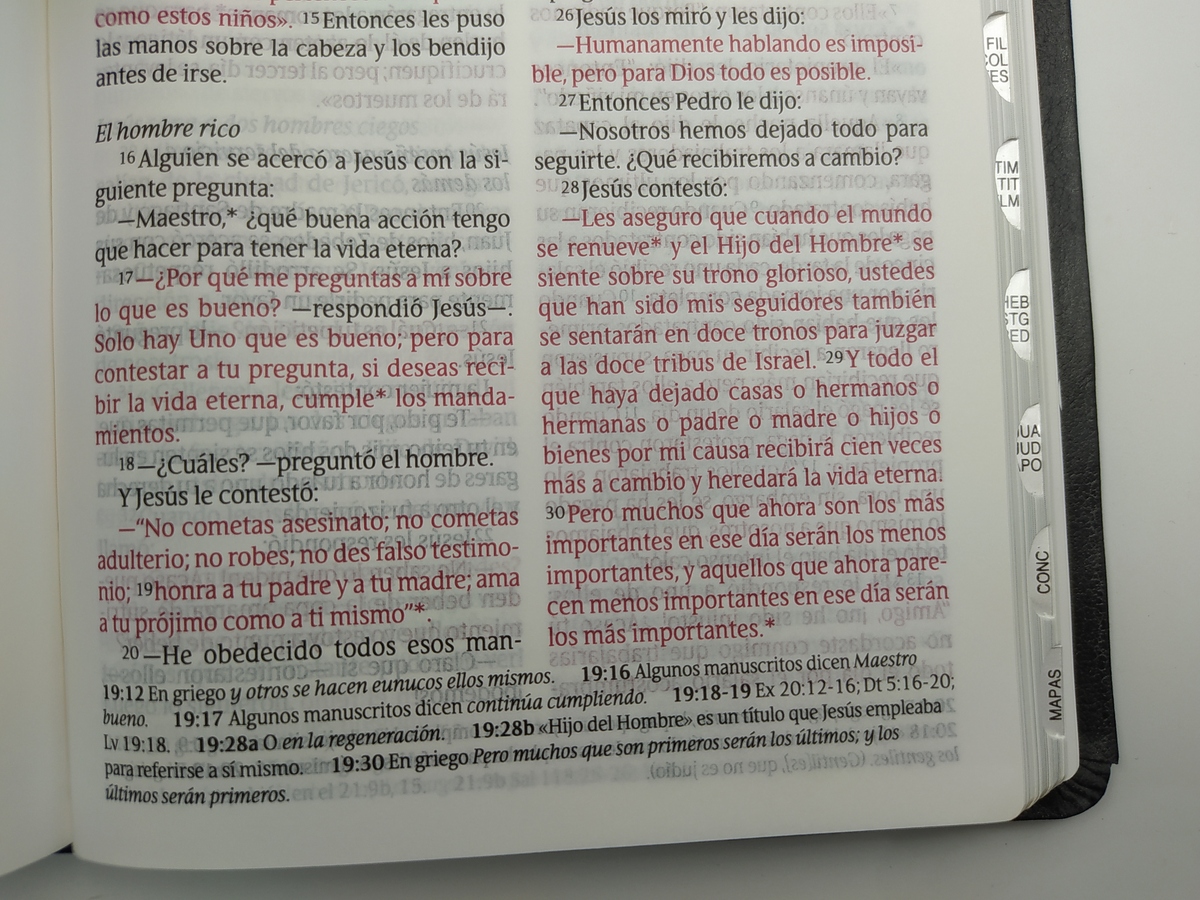 como estos niños». 15 Entonces les puso
las manos sobre la cabeza y los bendijo
antes de irse.
El hombre rico
16 Alguien se acercó a Jesús con la si-
guiente pregunta:
—Maestro,* ¿qué buena acción tengo
que hacer para tener la vida eterna?
17 —¿Por qué me preguntas a mí sobre
lo que es bueno? —respondió Jesús—.
Solo hay Uno que es bueno; pero para
contestar a tu pregunta, si deseas reci-
bir la vida eterna, cumple* los manda-
mientos.
18 —¿Cuáles? —preguntó el hombre.
Y Jesús le contestó:
—“No cometas asesinato; no cometas
adulterio; no robes; no des falso testimo-
nio; 19 honra a tu padre y a tu madre; ama
a tu prójimo como a ti mismo”*.
20 —He obedecido todos esos man-
26 Jesús los miró y les dijo:
—Humanamente hablando es imposi-
ble, pero para Dios todo es posible.
27 Entonces Pedro le dijo:
—Nosotros hemos dejado todo para
seguirte. ¿Qué recibiremos a cambio?
28 Jesús contestó:
—Les aseguro que cuando el mundo
se renueve* y el Hijo del Hombre* se
siente sobre su trono glorioso, ustedes
que han sido mis seguidores también
se sentarán en doce tronos para juzgar
a las doce tribus de Israel. 29 Y todo el
que haya dejado casas o hermanos o
hermanas o padre o madre o hijos o
bienes por mi causa recibirá cien veces
más a cambio y heredará la vida eterna.
30 Pero muchos que ahora son los más
importantes en ese día serán los menos
importantes, y aquellos que ahora pare-
cen menos importantes en ese día serán
los más importantes.*
19:12 En griego y otros se hacen eunucos ellos mismos. 19:16 Algunos manuscritos dicen Maestro
bueno. 19:17 Algunos manuscritos dicen continúa cumpliendo. 19:18-19 Ex 20:12-16; Dt 5:16-20;
Lv 19:18. 19:28a O en la regeneración. 19:28b «Hijo del Hombre» es un título que Jesús empleaba
para referirse a sí mismo. 19:30 En griego Pero muchos que son primeros serán los últimos; y los
últimos serán primeros.
FIL
COL
TES
TIM
TIT
LM
HEB
STG
ED
JUA
JUD
APO
CONC
MAPAS